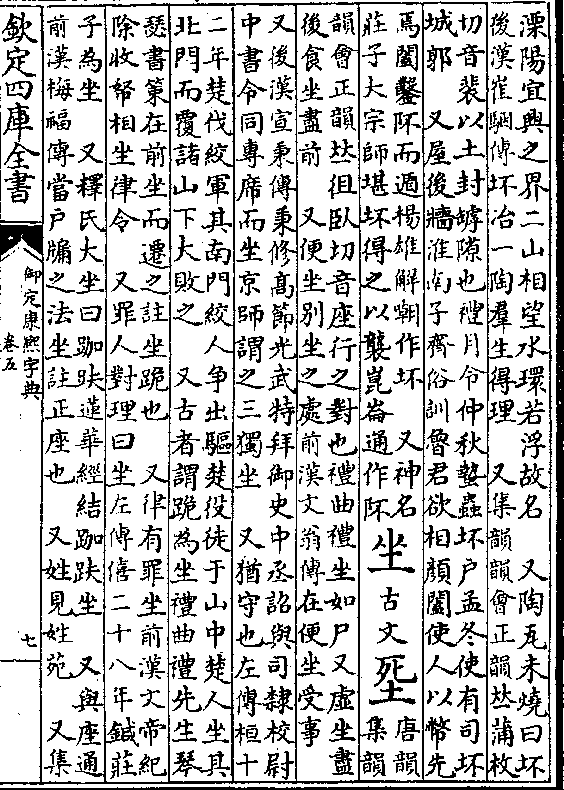 溧陽宜興之界二山相望水環若浮故名　又陶瓦未燒曰坏
後漢崔駰傳坏冶一陶羣生得理　又集韻韻會正韻𠀤蒲枚
切音裴以土封罅隙也禮月令仲秋蟄蟲坏户孟冬使有司坏
城郭　又屋後牆淮南子齊俗訓魯君欲相顔闔使人以幣先
焉闔鑿阫而遁楊雄解嘲作坏　又神名
莊子大宗師堪坏得之以襲崑崙通作阫
坐
古文
唐韻
集韻
韻會正韻𠀤徂臥切音座行之對也禮曲禮坐如尸又虛坐盡
後食坐盡前　又便坐別坐之處前漢文翁傳在便坐受事
又後漢宣秉傳秉修高節光武特拜御史中丞詔與司隸校尉
中書令同專席而坐京師謂之三獨坐　又猶守也左傳桓十
二年楚伐絞軍其南門絞人争出驅楚役徒于山中楚人坐其
北門而覆諸山下大敗之　又古者謂跪為坐禮曲禮先生琴
瑟書策在前坐而遷之註坐跪也　又律有罪坐前漢文帝紀
除收帑相坐律令　又罪人對理曰坐左傳僖二十八年鍼莊
子為坐　又釋氏大坐曰跏趺蓮華經結跏趺坐　又與座通
前漢梅福傳當户牖之法坐註正座也　又姓見姓苑　又集
欽定四庫全書
御定康熙字典
卷五
七